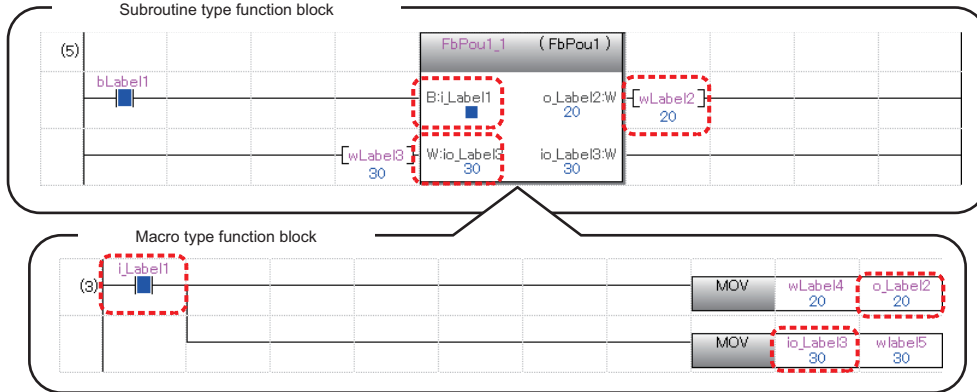 Subroutine type function block
(5)
FbPou1_1 (FbPou1)
bLabel1
B:i_Label1 o_Label2:W wLabel2
20 20
wLabel3 W:io_Label3 io_Label3:W
30 30 30
Macro type function block
(3) i_Label1
MOV wLabel4 o_Label2
20 20
MOV io_Label3 wlabel5
30 30